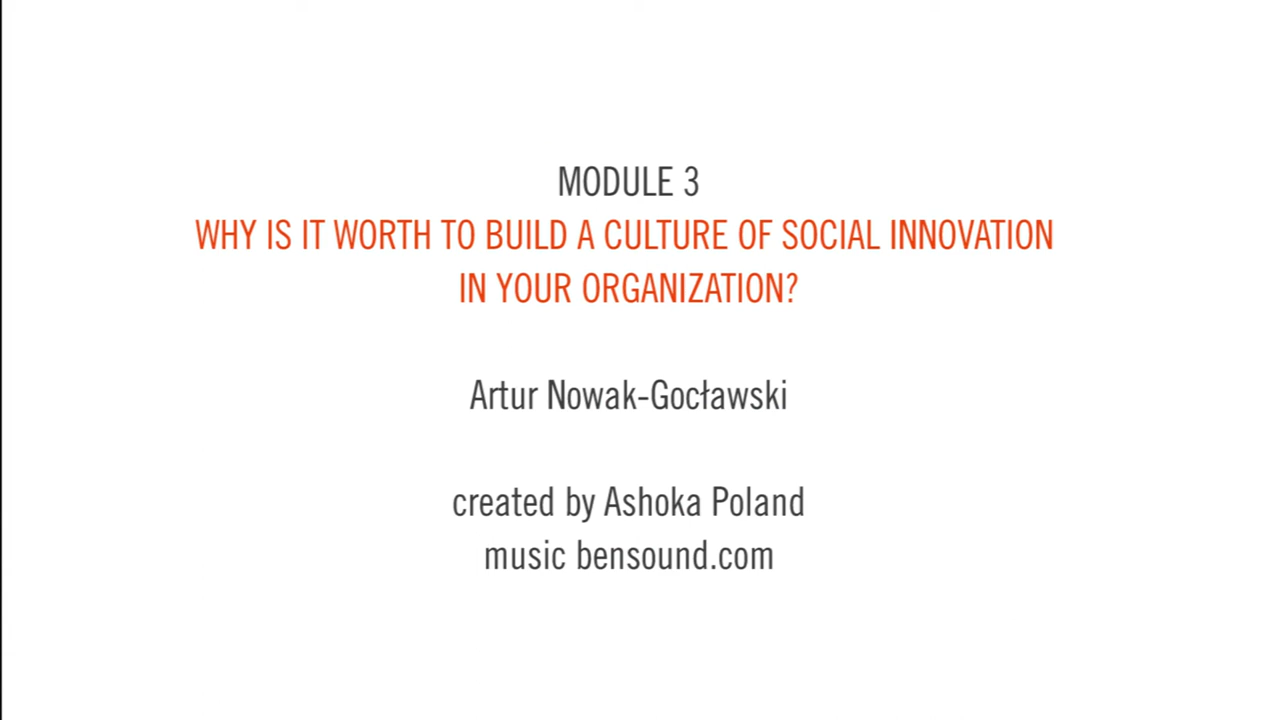 MODULE 3
WHY IS IT WORTH TO BUILD A CULTURE OF SOCIAL INNOVATION
IN YOUR ORGANIZATION?
Artur Nowak-Gocławski
created by Ashoka Poland
music bensound.com